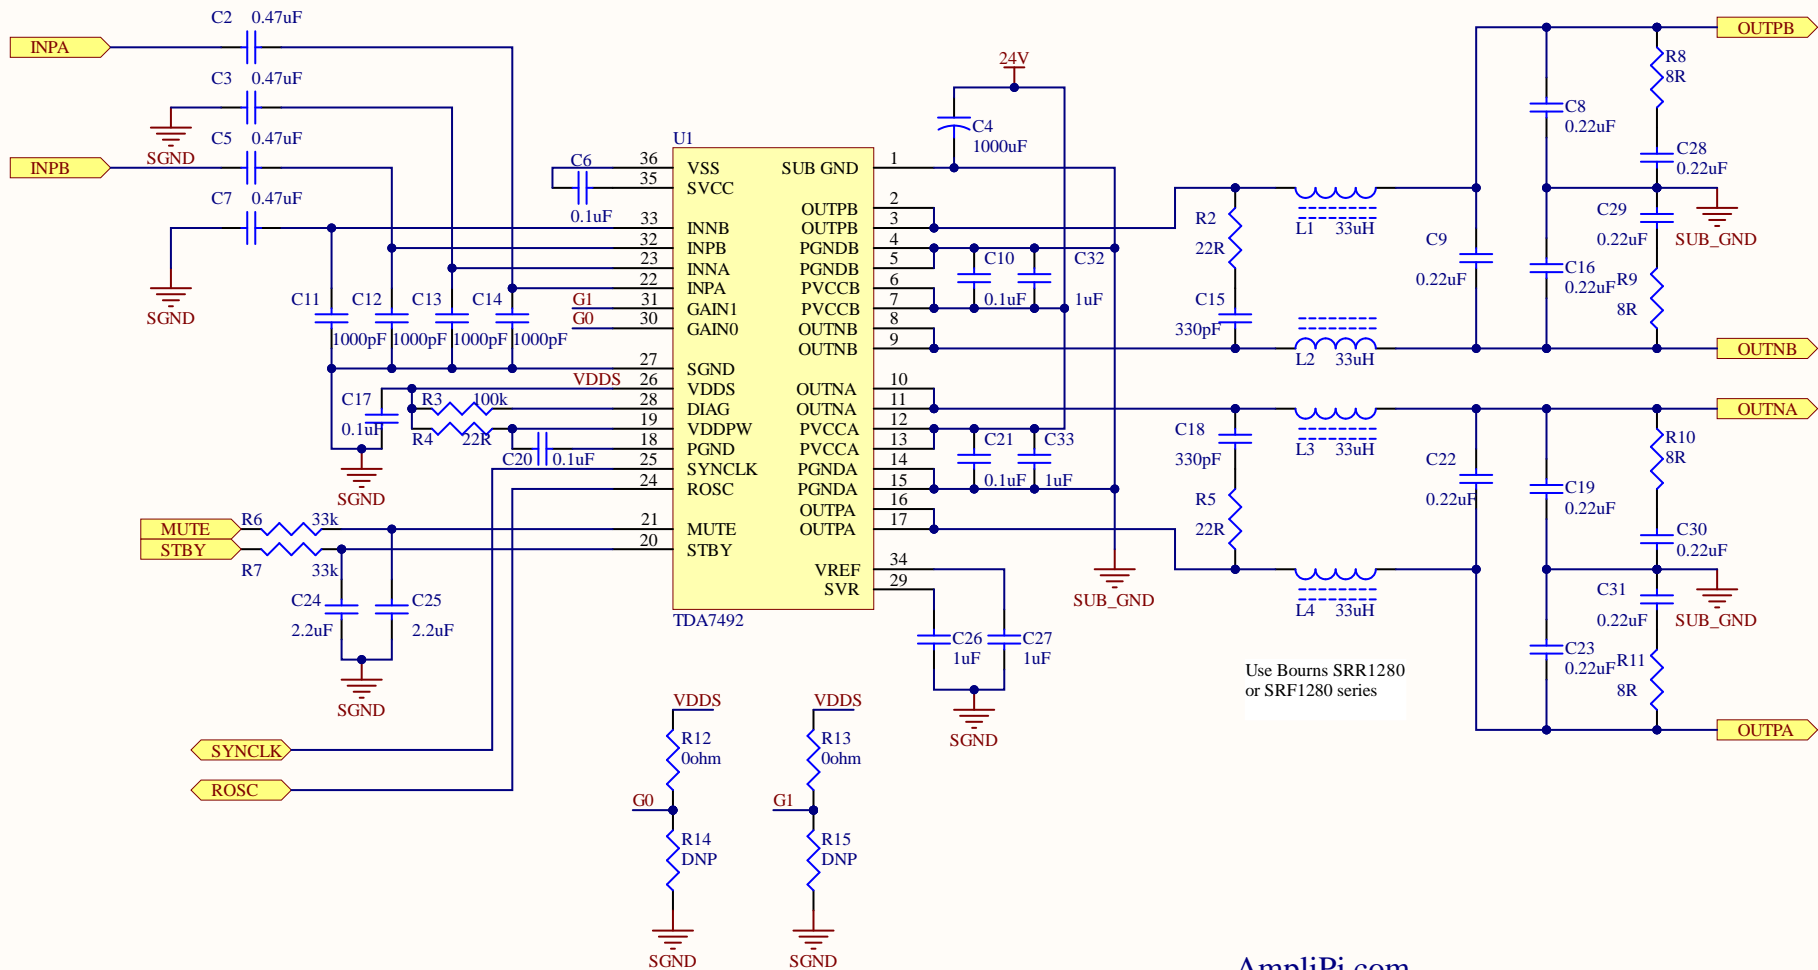 C2 0.47uF
INPA
C3 0.47uF
SGND
C5 0.47uF
INPB
C7 0.47uF
SGND
C11 1000pF
C12 1000pF
C13 1000pF
C14 1000pF
C6 0.1uF
G1
G0
VDDS
C17 0.1uF
R3 100k
R4 22R
C20 0.1uF
SGND
MUTE
R6 33k
STBY
R7 33k
C24 2.2uF
C25 2.2uF
SGND
SYNCLK
ROSC
U1
36 VSS
35 SVCC
33 INNB
32 INPB
23 INNA
22 INPA
31 GAIN1
30 GAIN0
27 SGND
26 VDDS
28 DIAG
19 VDDPW
18 PGND
25 SYNCLK
24 ROSC
21 MUTE
20 STBY
SUB GND 1
OUTPB 2
OUTPB 3
PGNDB 4
PGNDB 5
PVCCB 6
PVCCB 7
OUTNB 8
OUTNB 9
OUTNA 10
OUTNA 11
PVCCA 12
PVCCA 13
PGNDA 14
PGNDA 15
OUTPA 16
OUTPA 17
VREF 34
SVR 29
TDA7492
24V
C4
1000uF
C10 0.1uF
C32 1uF
C21 0.1uF
C33 1uF
SUB_GND
C26 1uF
C27 1uF
SGND
R2
22R
C15
330pF
L1 33uH
L2 33uH
C18
330pF
R5
22R
L3 33uH
L4 33uH
C9
0.22uF
C8
0.22uF
C16
0.22uF
R8
8R
C28
0.22uF
C29
0.22uF
R9
8R
SUB_GND
OUTPB
OUTNB
OUTNA
C22
0.22uF
C19
0.22uF
C23
0.22uF
R10
8R
C30
0.22uF
C31
0.22uF
R11
8R
SUB_GND
OUTPA
Use Bourns SRR1280
or SRF1280 series
VDDS
R12
0ohm
G0
R14
DNP
SGND
VDDS
R13
0ohm
G1
R15
DNP
SGND
AmpliPi.com